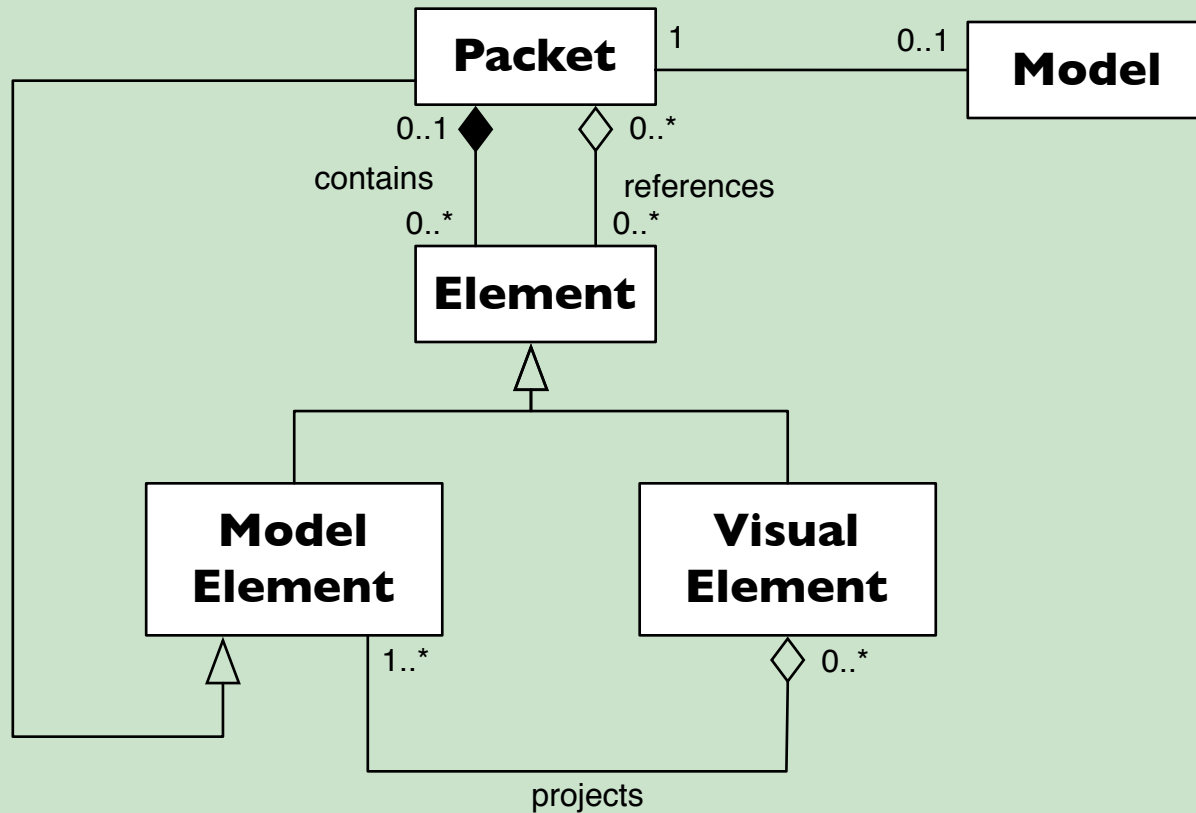 Packet
1
0..1
Model
0..1
0..*
contains
references
0..*
0..*
Element
Model
Element
Visual
Element
1..*
0..*
projects